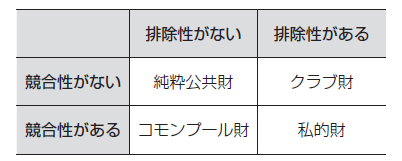 排除性がない 排除性がある
競合性がない 純粋公共財 クラブ財
競合性がある コモンプール財 私的財